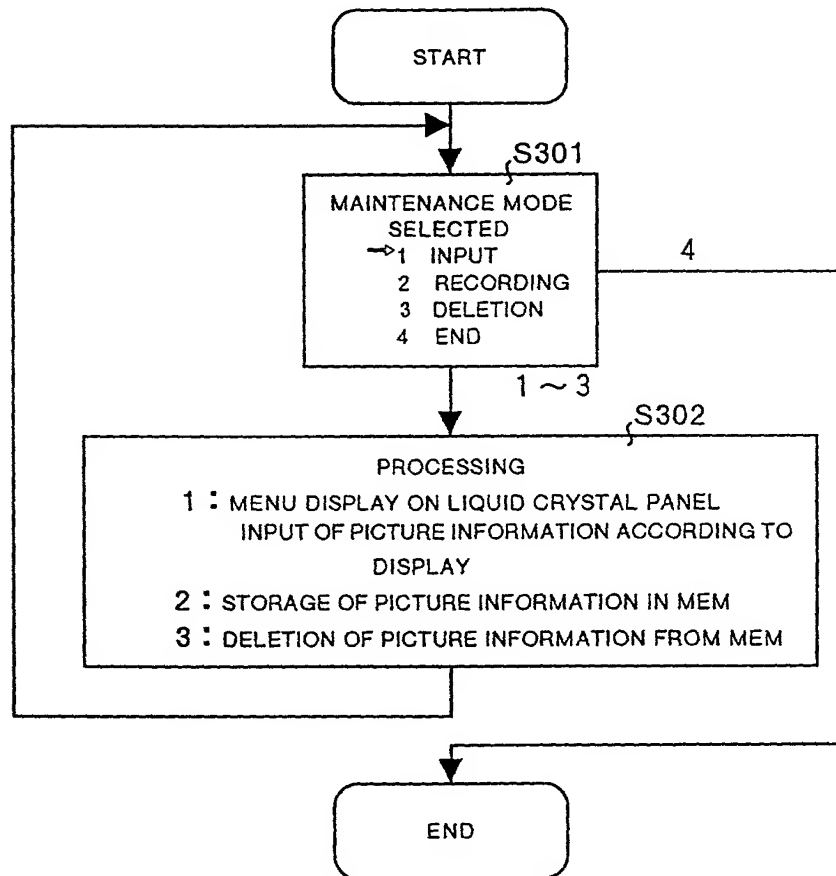 START
S301
MAINTENANCE MODE
SELECTED
⇒1 INPUT
2 RECORDING
3 DELETION
4 END
4
1 ~ 3
S302
PROCESSING
1 : MENU DISPLAY ON LIQUID CRYSTAL PANEL
INPUT OF PICTURE INFORMATION ACCORDING TO
DISPLAY
2 : STORAGE OF PICTURE INFORMATION IN MEM
3 : DELETION OF PICTURE INFORMATION FROM MEM
END